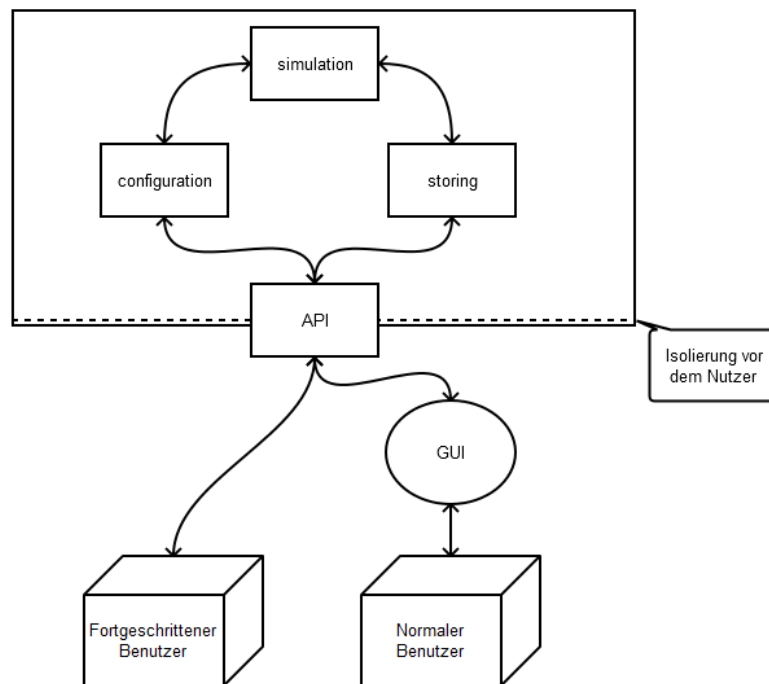 simulation
configuration
storing
API
Isolierung vor
dem Nutzer
GUI
Fortgeschrittener
Benutzer
Normaler
Benutzer